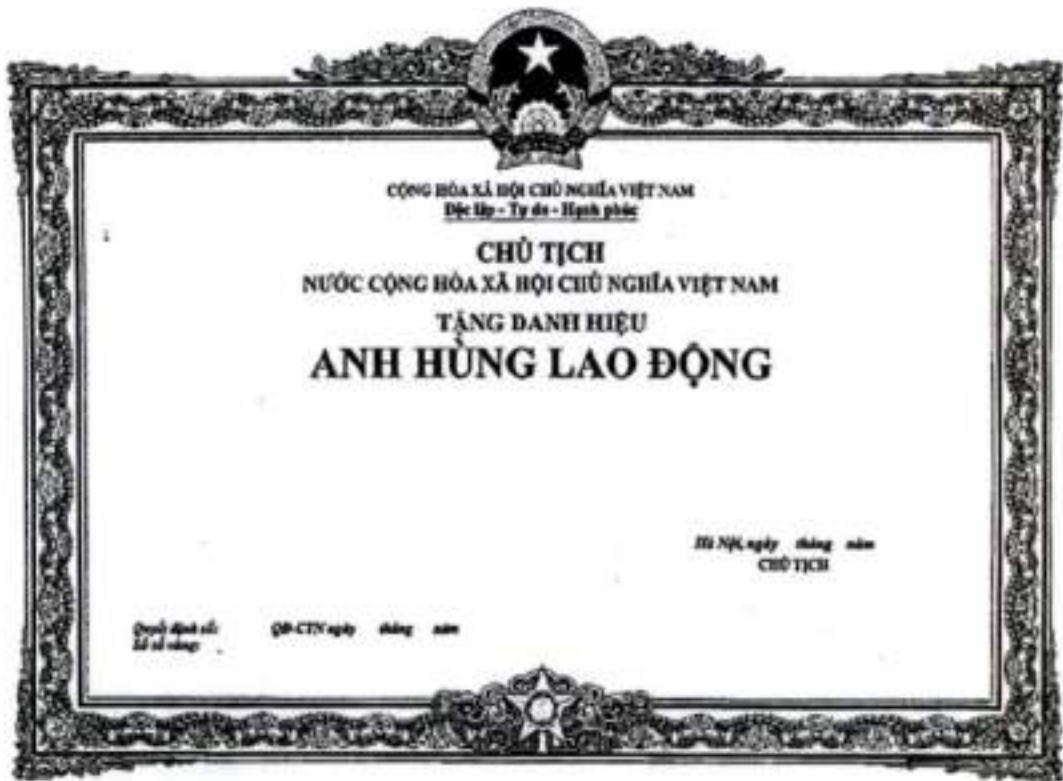 CỘNG HÒA XÃ HỘI CHỦ NGHĨA VIỆT NAM
Độc lập - Tự do - Hạnh phúc
CHỦ TỊCH
NƯỚC CỘNG HÒA XÃ HỘI CHỦ NGHĨA VIỆT NAM
TẶNG DANH HIỆU
ANH HÙNG LAO ĐỘNG
Hà Nội, ngày tháng năm
CHỦ TỊCH
Quyết định số: QĐ-CTN ngày tháng năm
Số sổ vàng: